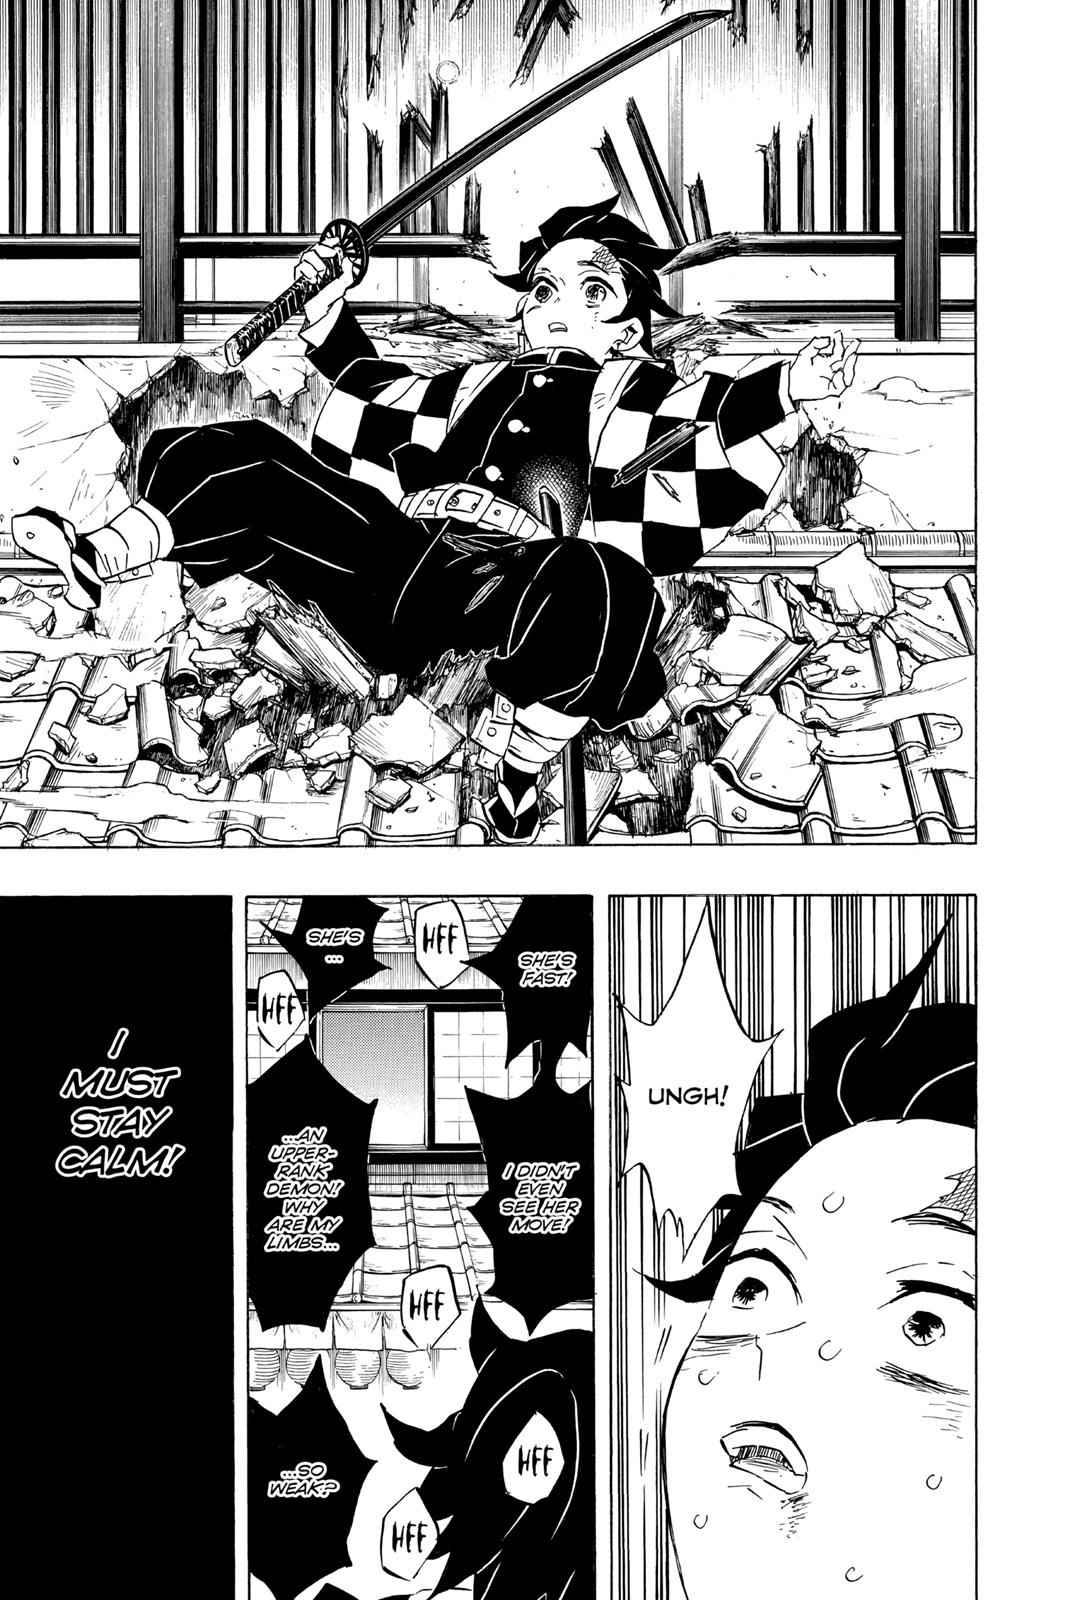 UNGH!
SHE'S
FAST!
I DIDN'T
EVEN
SEE HER
MOVE!
HFF
SHE'S
...
HFF
...AN
UPPER-
RANK
DEMON!
WHY
ARE MY
LIMBS...
HFF
HFF
...SO
WEAK?
HFF
I
MUST
STAY
CALM!